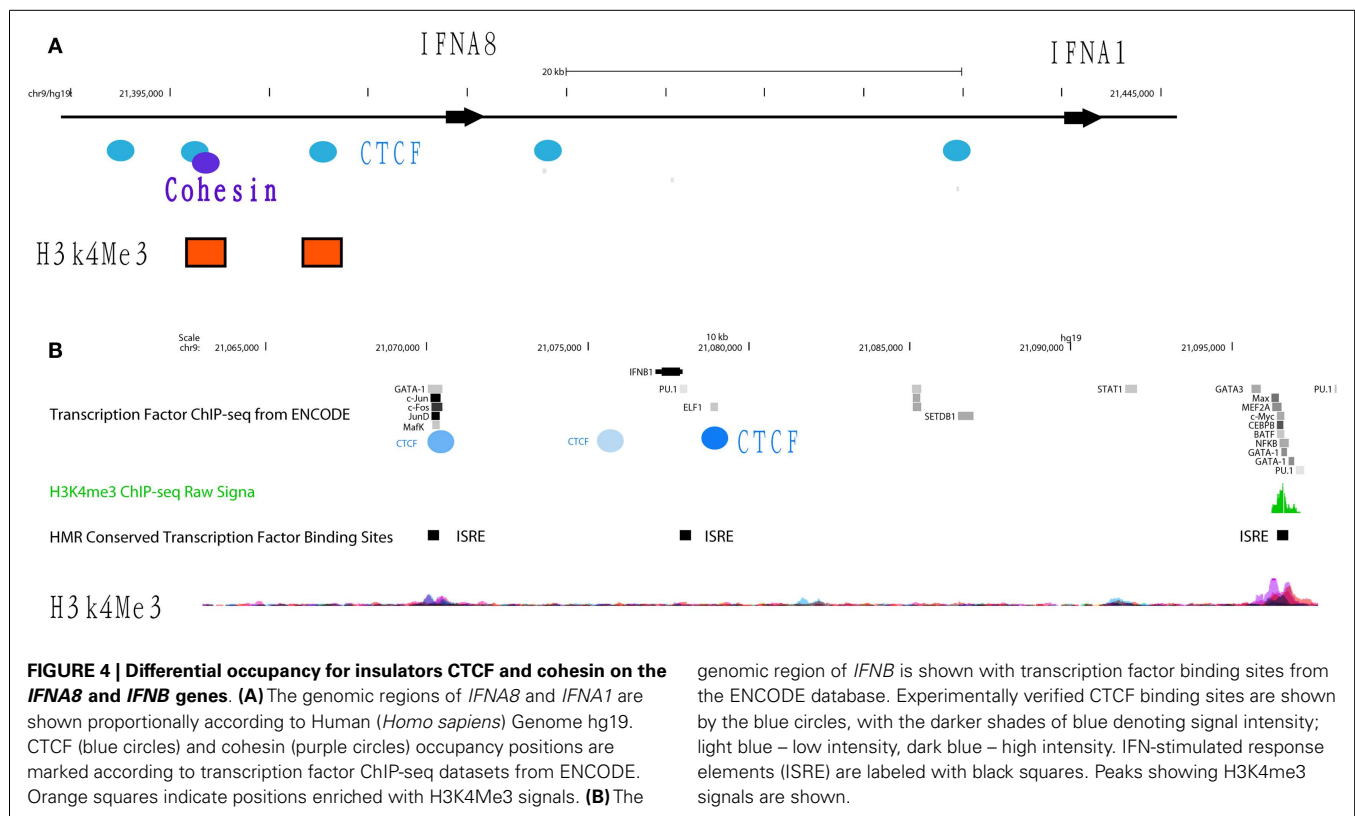 A
IFNA8
IFNA1
20 kb
chr9/hg19:
21,395,000
21,445,000
CTCF
Cohesin
H3k4Me3
B
Scale
chr9:
21,065,000
21,070,000
21,075,000
10 kb
21,080,000
21,085,000
hg19
21,090,000
21,095,000
IFNB1
Transcription Factor ChIP-seq from ENCODE
GATA-1
c-Jun
c-Fos
JunD
MafK
CTCF
CTCF
PU.1
ELF1
CTCF
SETDB1
STAT1
GATA3
Max
MEF2A
c-Myc
CEBPB
BATF
NFKB
GATA-1
GATA-1
PU.1
PU.1
H3K4me3 ChIP-seq Raw Signa
HMR Conserved Transcription Factor Binding Sites
ISRE
ISRE
ISRE
H3k4Me3
FIGURE 4 | Differential occupancy for insulators CTCF and cohesin on the
IFNA8 and IFNB genes. (A) The genomic regions of IFNA8 and IFNA1 are
shown proportionally according to Human (Homo sapiens) Genome hg19.
CTCF (blue circles) and cohesin (purple circles) occupancy positions are
marked according to transcription factor ChIP-seq datasets from ENCODE.
Orange squares indicate positions enriched with H3K4Me3 signals. (B) The
genomic region of IFNB is shown with transcription factor binding sites from
the ENCODE database. Experimentally verified CTCF binding sites are shown
by the blue circles, with the darker shades of blue denoting signal intensity;
light blue – low intensity, dark blue – high intensity. IFN-stimulated response
elements (ISRE) are labeled with black squares. Peaks showing H3K4me3
signals are shown.